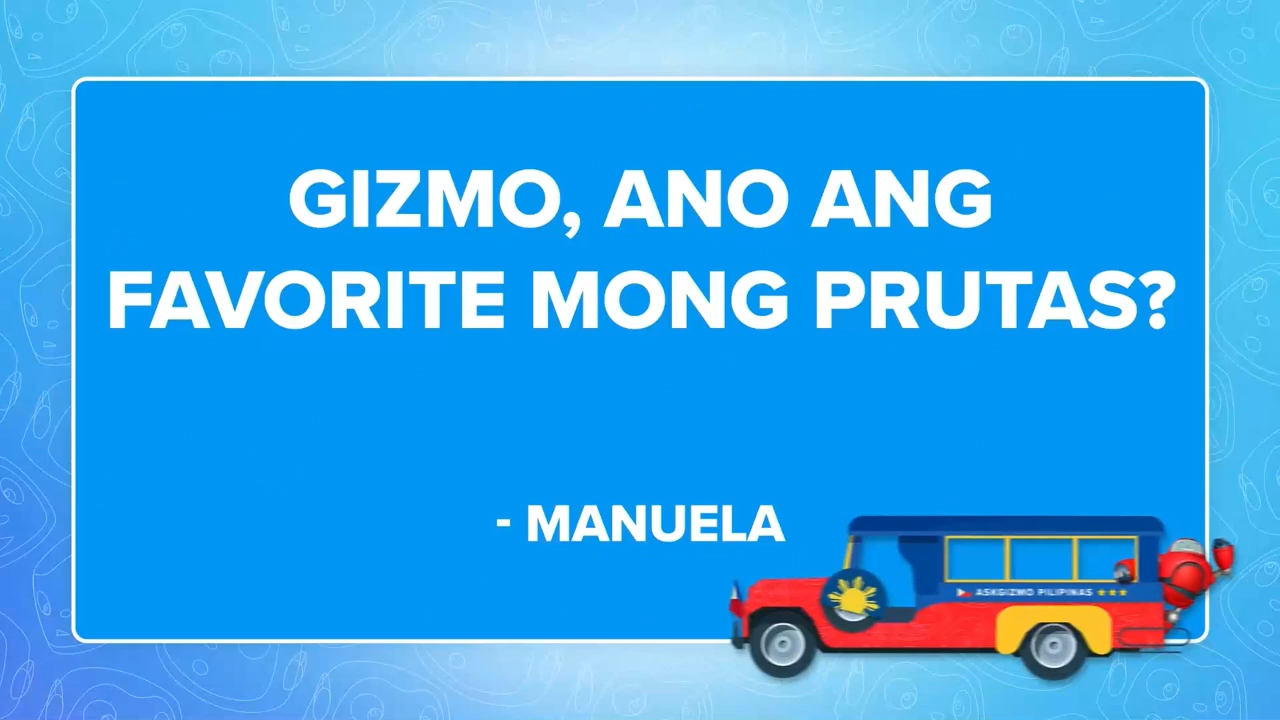 GIZMO, ANO ANG
FAVORITE MONG PRUTAS?
- MANUELA
ASKGIZMO PILIPINAS